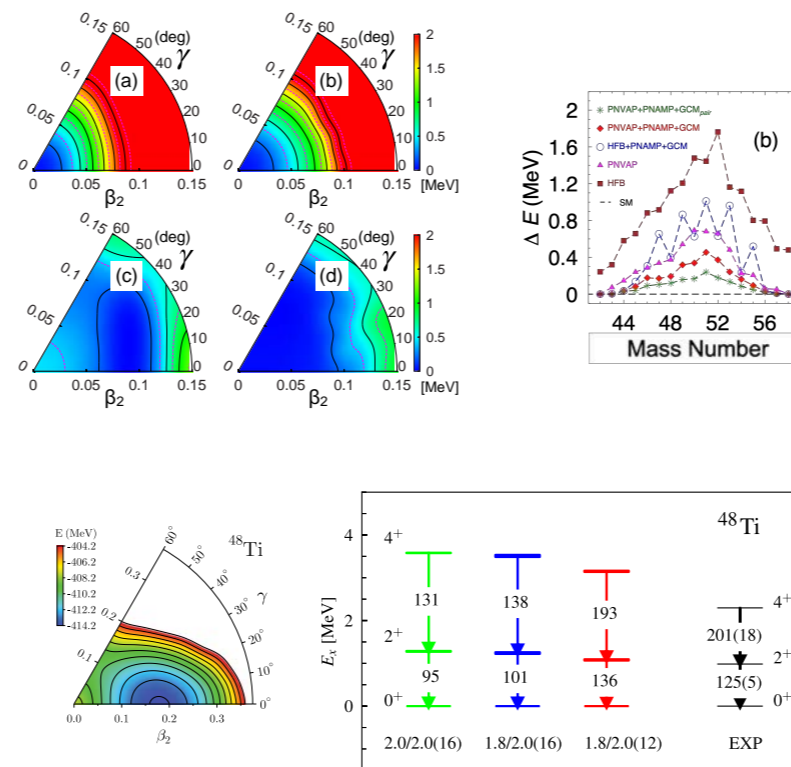 0.15 60
50 (deg)
γ
40
30
20
10
0
0.1
0.05
0
(a)
0 0.05 0.1 0.15
β2
0.15 60
50 (deg)
γ
40
30
20
10
0
0.1
0.05
0
(b)
0 0.05 0.1 0.15
β2
2
1.5
1
0.5
0
[MeV]
0.15 60
50 (deg)
γ
40
30
20
10
0
0.1
0.05
0
(c)
0 0.05 0.1 0.15
β2
0.15 60
50 (deg)
γ
40
30
20
10
0
0.1
0.05
0
(d)
0 0.05 0.1 0.15
β2
2
1.5
1
0.5
0
[MeV]
Δ E (MeV)
2
1.6
1.2
0.8
0.4
0
PNVAP+PNAMP+GCMpair
PNVAP+PNAMP+GCM
HFB+PNAMP+GCM
PNVAP
HFB
SM
(b)
44 48 52 56
Mass Number
E (MeV)
-404.2
-406.2
-408.2
-410.2
-412.2
-414.2
48Ti
60°
50°
40°
30°
20°
10°
0°
γ
0.3
0.2
0.1
0.0 0.1 0.2 0.3
β2
Ex [MeV]
4
2
0
48Ti
4+
131
2+
95
0+
138
101
193
136
4+
201(18)
2+
125(5)
0+
2.0/2.0(16) 1.8/2.0(16) 1.8/2.0(12) EXP